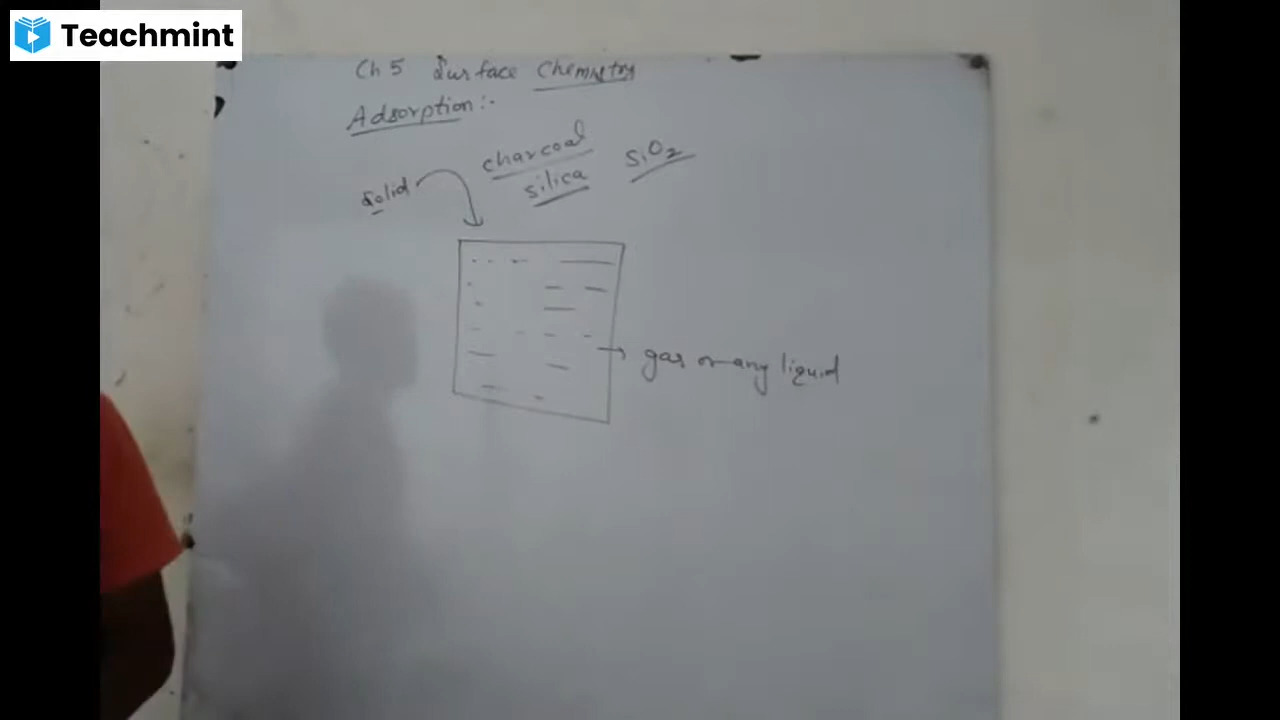 Teachmint
Ch 5 Surface Chemistry
Adsorption :-
charcoal
silica
SiO2
Solid
gas or any liquid